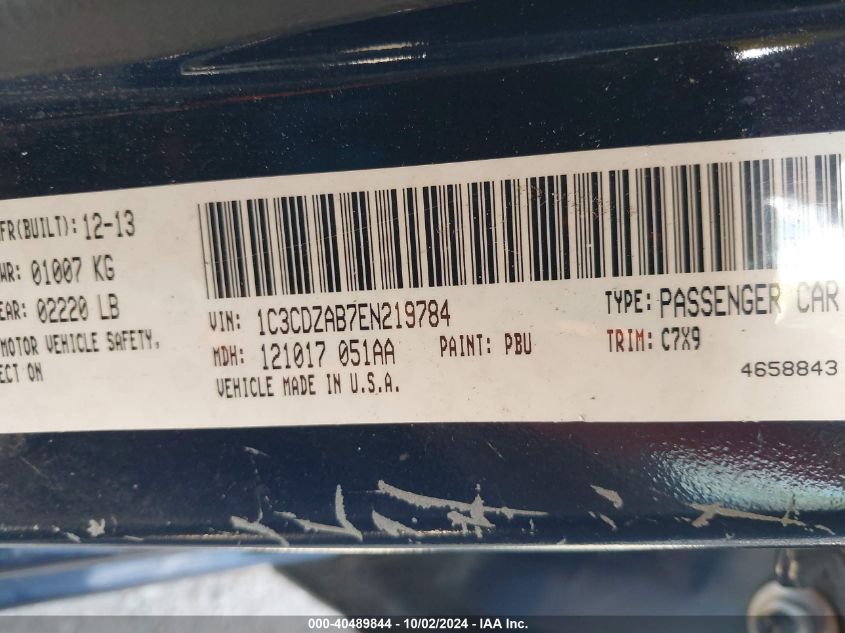 FR(BUILT): 12-13
WR: 01007 KG
EAR: 02220 LB
MOTOR VEHICLE SAFETY,
ECT ON
VIN: 1C3CDZAB7EN219784
TYPE: PASSENGER CAR
MDH: 121017 051AA
PAINT: PBU
TRIM: C7X9
VEHICLE MADE IN U.S.A.
4658843
000-40489844 / 10/02/2024 - IAA Inc.